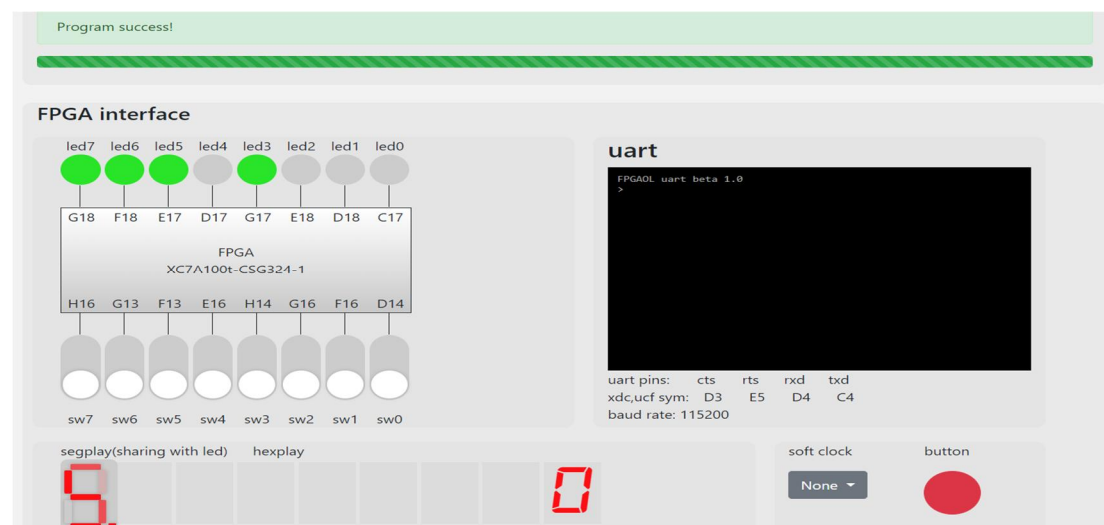 Program success!
FPGA interface
led7 led6 led5 led4 led3 led2 led1 led0
G18 F18 E17 D17 G17 E18 D18 C17
FPGA
XC7A100t-CSG324-1
H16 G13 F13 E16 H14 G16 F16 D14
sw7 sw6 sw5 sw4 sw3 sw2 sw1 sw0
uart
FPGAOL uart beta 1.0
>
uart pins: cts rts rxd txd
xdc,ucf sym: D3 E5 D4 C4
baud rate: 115200
segplay(sharing with led) hexplay
5. 0
soft clock button
None